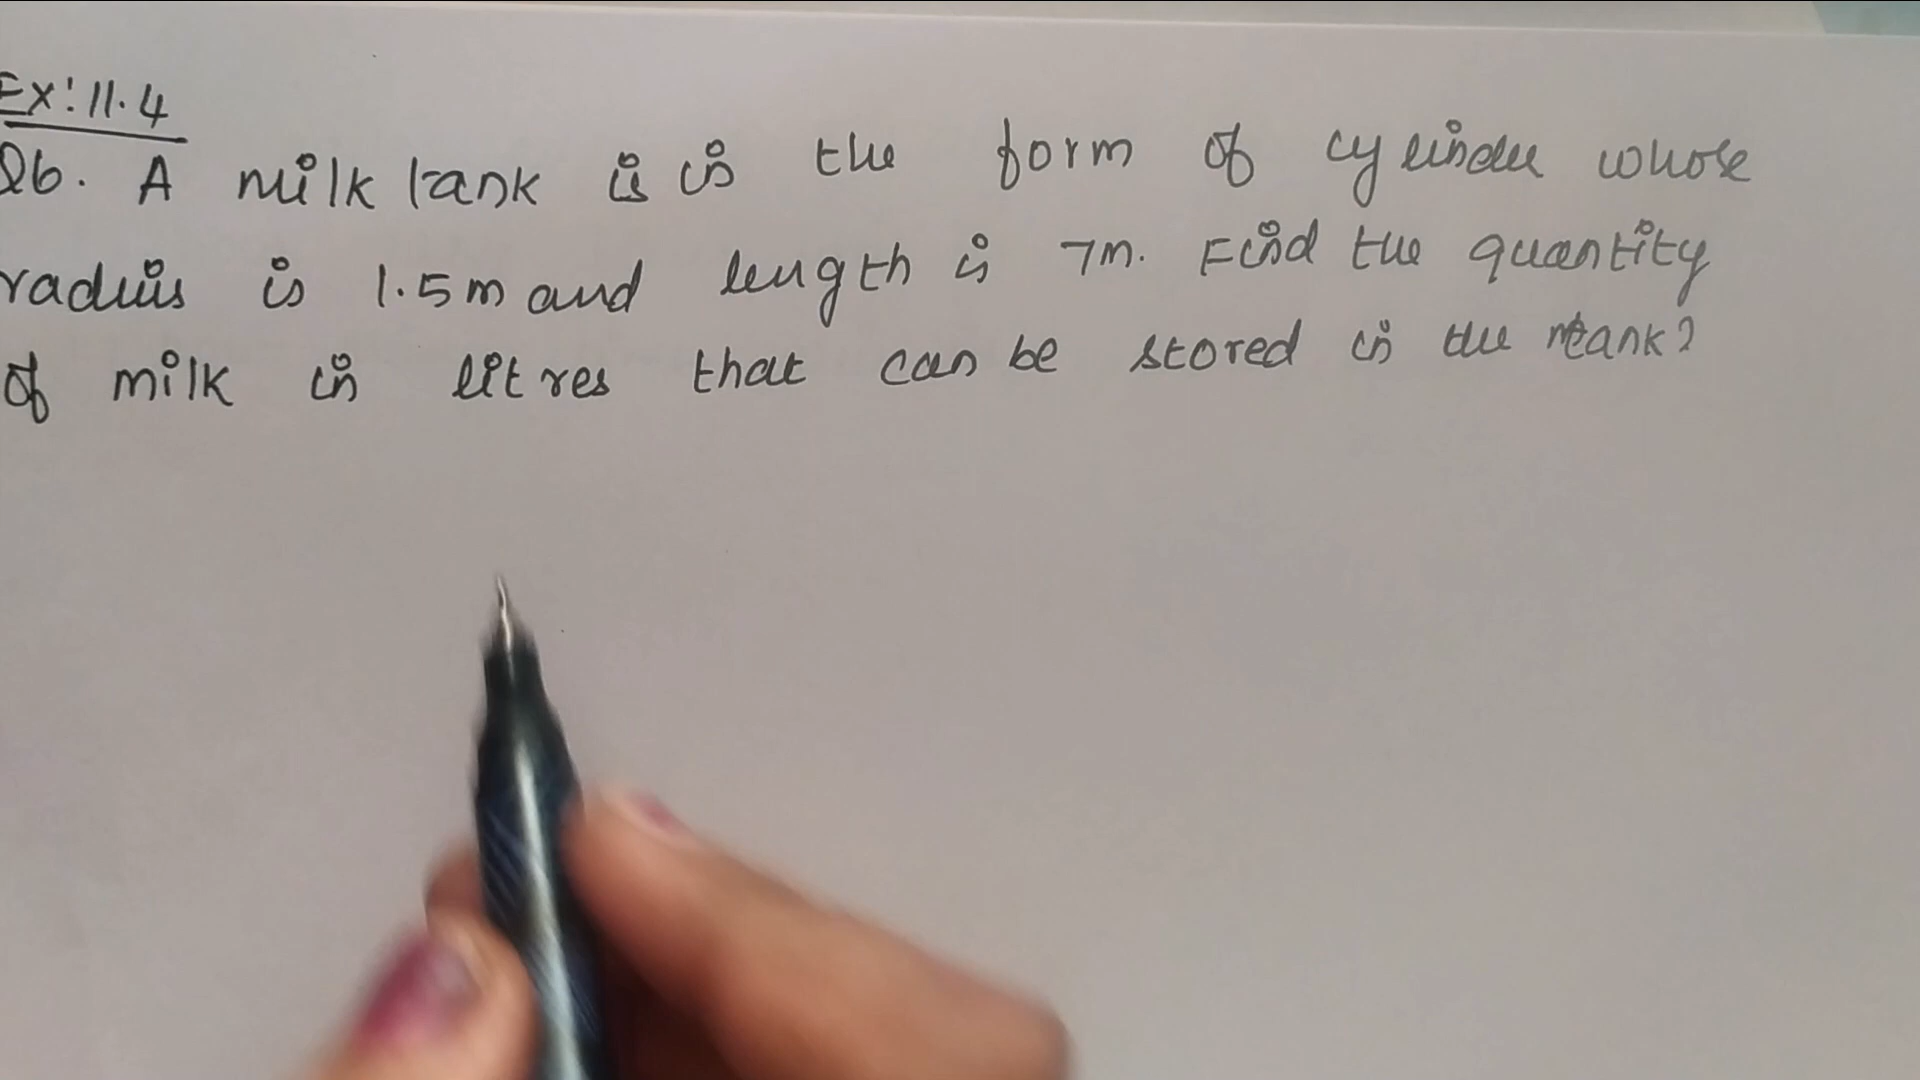 Ex: 11.4
Q6. A milk tank is in the form of cylinder whose
radius is 1.5m and length is 7m. Find the quantity
of milk in litres that can be stored in the tank?